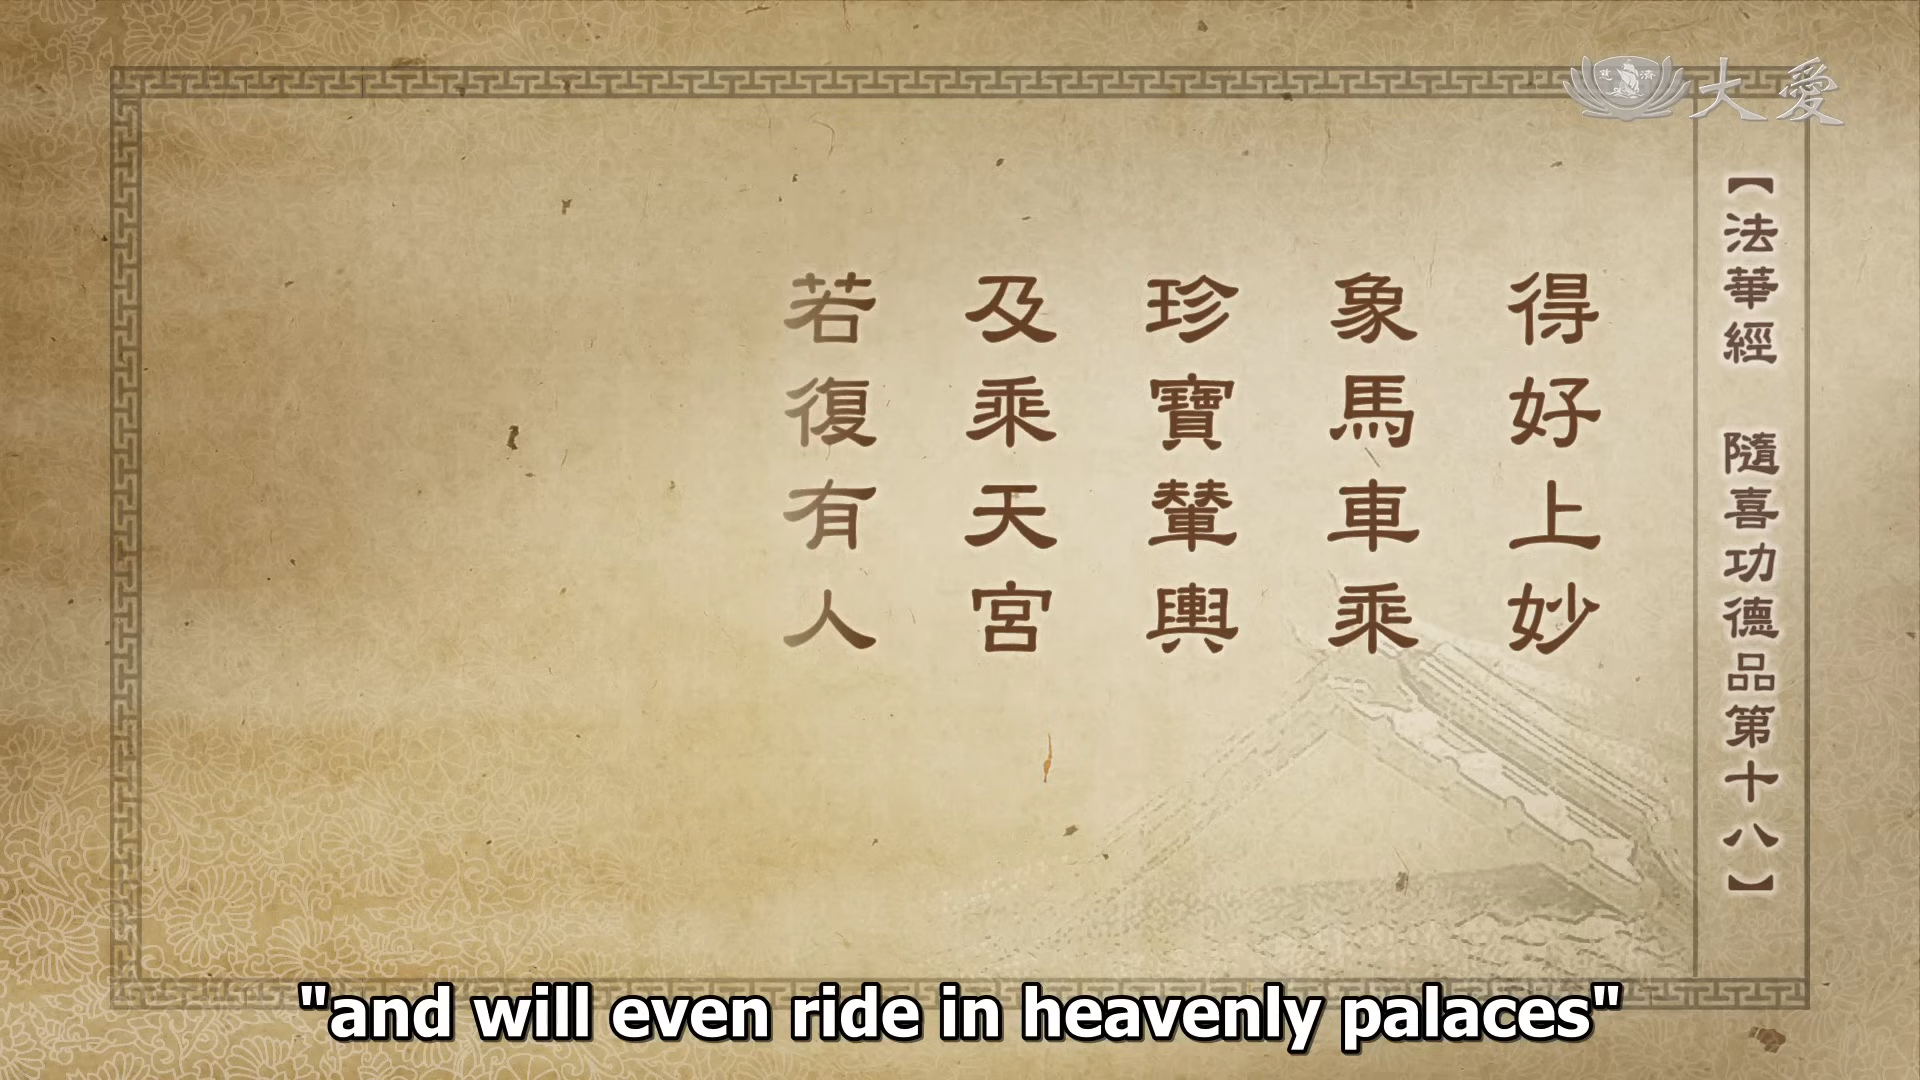 慈濟 大愛
【法華經 隨喜功德品第十八】
得好上妙
象馬車乘
珍寶輦輿
及乘天宮
若復有人
"and will even ride in heavenly palaces"